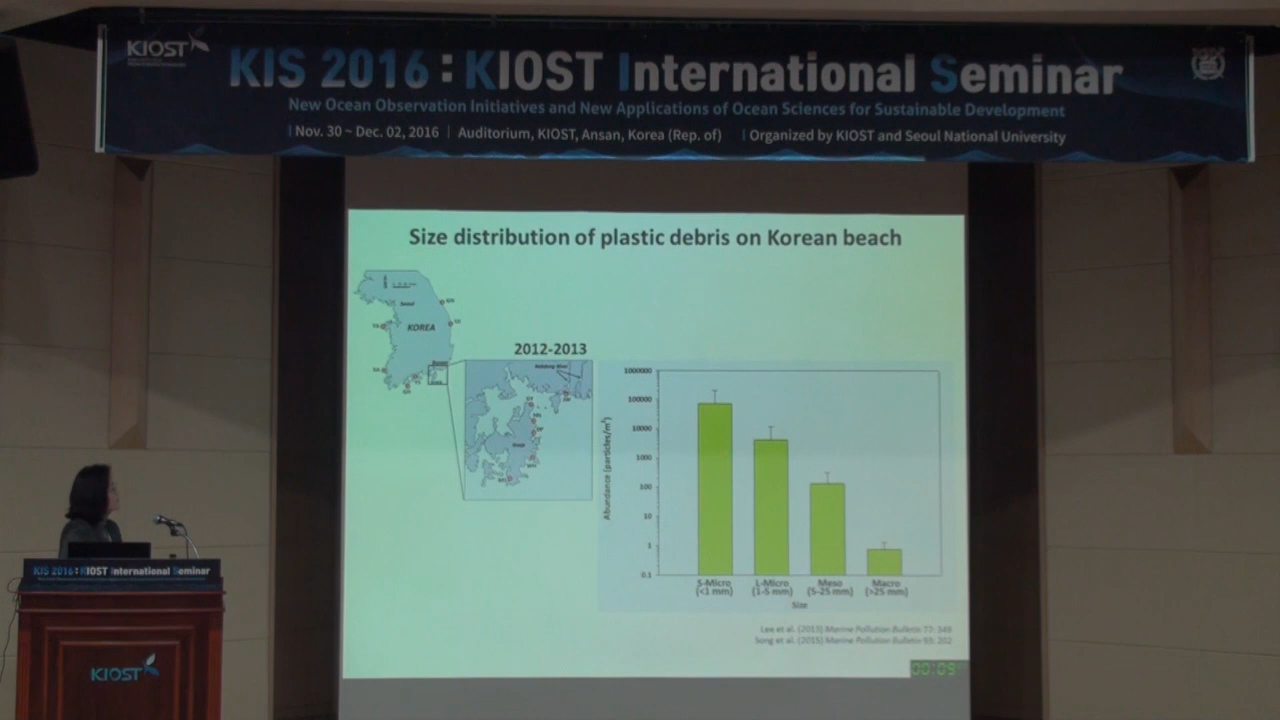 KIOST
KIS 2016 : KIOST International Seminar
New Ocean Observation Initiatives and New Applications of Ocean Sciences for Sustainable Development
Nov. 30 ~ Dec. 02, 2016 | Auditorium, KIOST, Ansan, Korea (Rep. of) | Organized by KIOST and Seoul National University
Size distribution of plastic debris on Korean beach
Seoul
KOREA
2012-2013
Abundance (particles/m²)
1000000
100000
10000
1000
100
10
1
0.1
S-Micro L-Micro Meso Macro
(<1 mm) (1-5 mm) (5-25 mm) (>25 mm)
Size
Lee et al. (2013) Marine Pollution Bulletin 77: 349
Song et al. (2015) Marine Pollution Bulletin 93: 202
00:09
KIS 2016 : KIOST International Seminar
KIOST